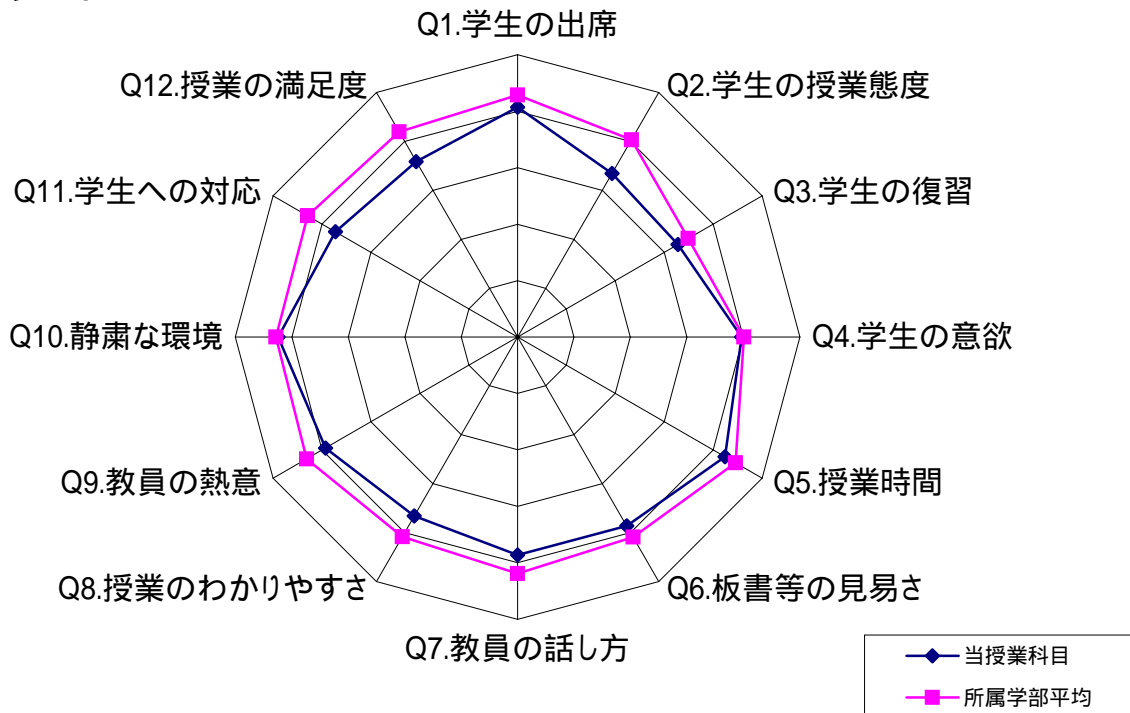 Q1.学生の出席
Q2.学生の授業態度
Q3.学生の復習
Q4.学生の意欲
Q5.授業時間
Q6.板書等の見易さ
Q7.教員の話し方
Q8.授業のわかりやすさ
Q9.教員の熱意
Q10.静粛な環境
Q11.学生への対応
Q12.授業の満足度
当授業科目
所属学部平均